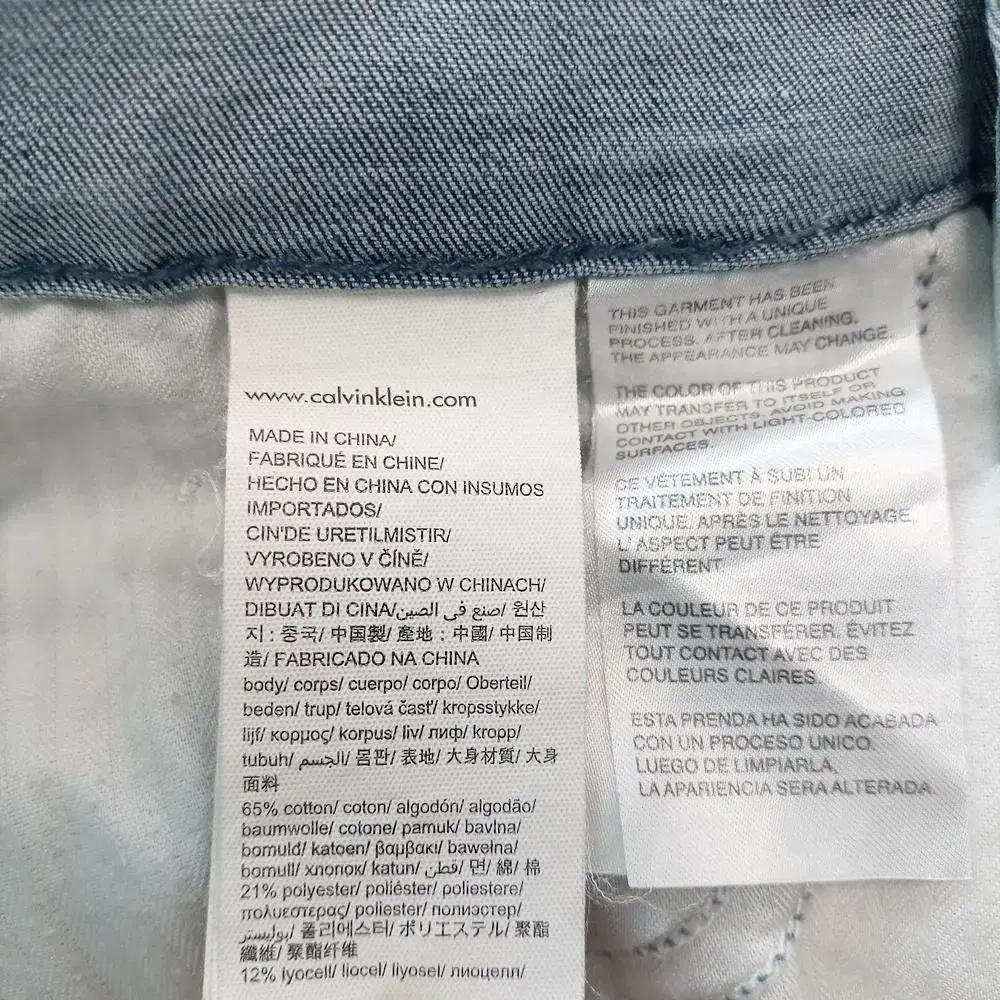 www.calvinklein.com
MADE IN CHINA/
FABRIQUÉ EN CHINE/
HECHO EN CHINA CON INSUMOS
IMPORTADOS/
CIN'DE URETILMISTIR/
VYROBENO V ČÍNĚ/
WYPRODUKOWANO W CHINACH/
DIBUAT DI CINA/صنع في الصين/ 원산
지 : 중국/ 中国製/ 產地：中國/ 中国制
造/ FABRICADO NA CHINA
body/ corps/ cuerpo/ corpo/ Oberteil/
beden/ trup/ telová časť/ kropsstykke/
lijf/ κορμος/ korpus/ liv/ лиф/ kropp/
tubuh/ الجسم/ 몸판/ 表地/ 大身材質/ 大身
面料
65% cotton/ coton/ algodón/ algodão/
baumwolle/ cotone/ pamuk/ bavlna/
bomuld/ katoen/ βαμβακι/ bawełna/
bomull/ хлопок/ katun/ قطن/ 면/ 綿/ 棉
21% polyester/ poliéster/ poliestere/
πολυεστερας/ poliester/ полиэстер/
بوليستر/ 폴리에스터/ ポリエステル/ 聚酯
纖維/ 聚酯纤维
12% lyocell/ liocel/ liyosel/ лиоцелл/
THIS GARMENT HAS BEEN
FINISHED WITH A UNIQUE
PROCESS. AFTER CLEANING,
THE APPEARANCE MAY CHANGE.
THE COLOR OF THIS PRODUCT
MAY TRANSFER TO ITSELF OR
OTHER OBJECTS. AVOID MAKING
CONTACT WITH LIGHT-COLORED
SURFACES.
CE VÊTEMENT À SUBI UN
TRAITEMENT DE FINITION
UNIQUE. APRÈS LE NETTOYAGE,
L'ASPECT PEUT ÊTRE
DIFFÉRENT.
LA COULEUR DE CE PRODUIT
PEUT SE TRANSFÉRER. ÉVITEZ
TOUT CONTACT AVEC DES
COULEURS CLAIRES.
ESTA PRENDA HA SIDO ACABADA
CON UN PROCESO UNICO.
LUEGO DE LIMPIARLA,
LA APARIENCIA SERA ALTERADA.